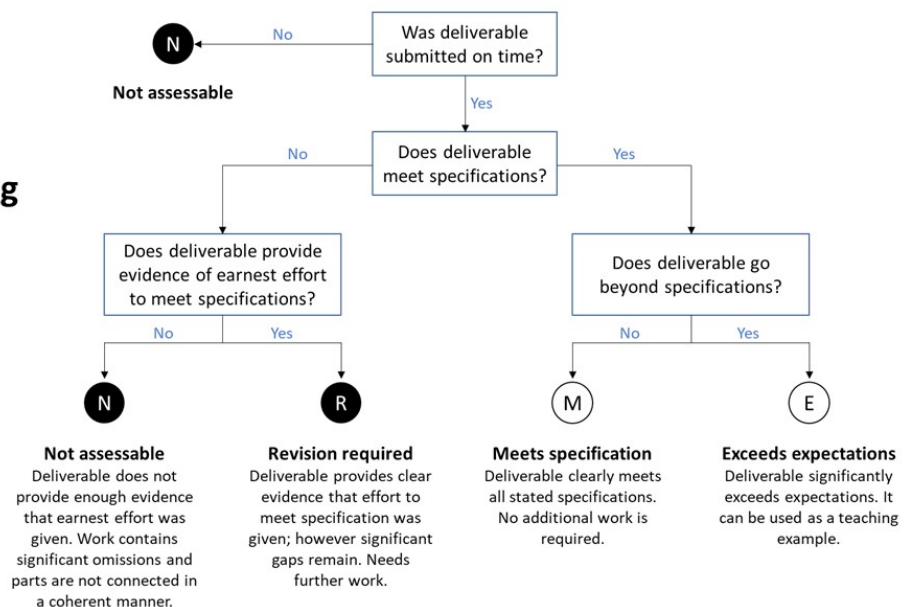 Was deliverable
submitted on time?
No
N
Not assessable
Yes
Does deliverable
meet specifications?
No
Yes
g
Does deliverable provide
evidence of earnest effort
to meet specifications?
Does deliverable go
beyond specifications?
No
Yes
No
Yes
N
Not assessable
Deliverable does not
provide enough evidence
that earnest effort was
given. Work contains
significant omissions and
parts are not connected in
a coherent manner.
R
Revision required
Deliverable provides clear
evidence that effort to
meet specification was
given; however significant
gaps remain. Needs
further work.
M
Meets specification
Deliverable clearly meets
all stated specifications.
No additional work is
required.
E
Exceeds expectations
Deliverable significantly
exceeds expectations. It
can be used as a teaching
example.